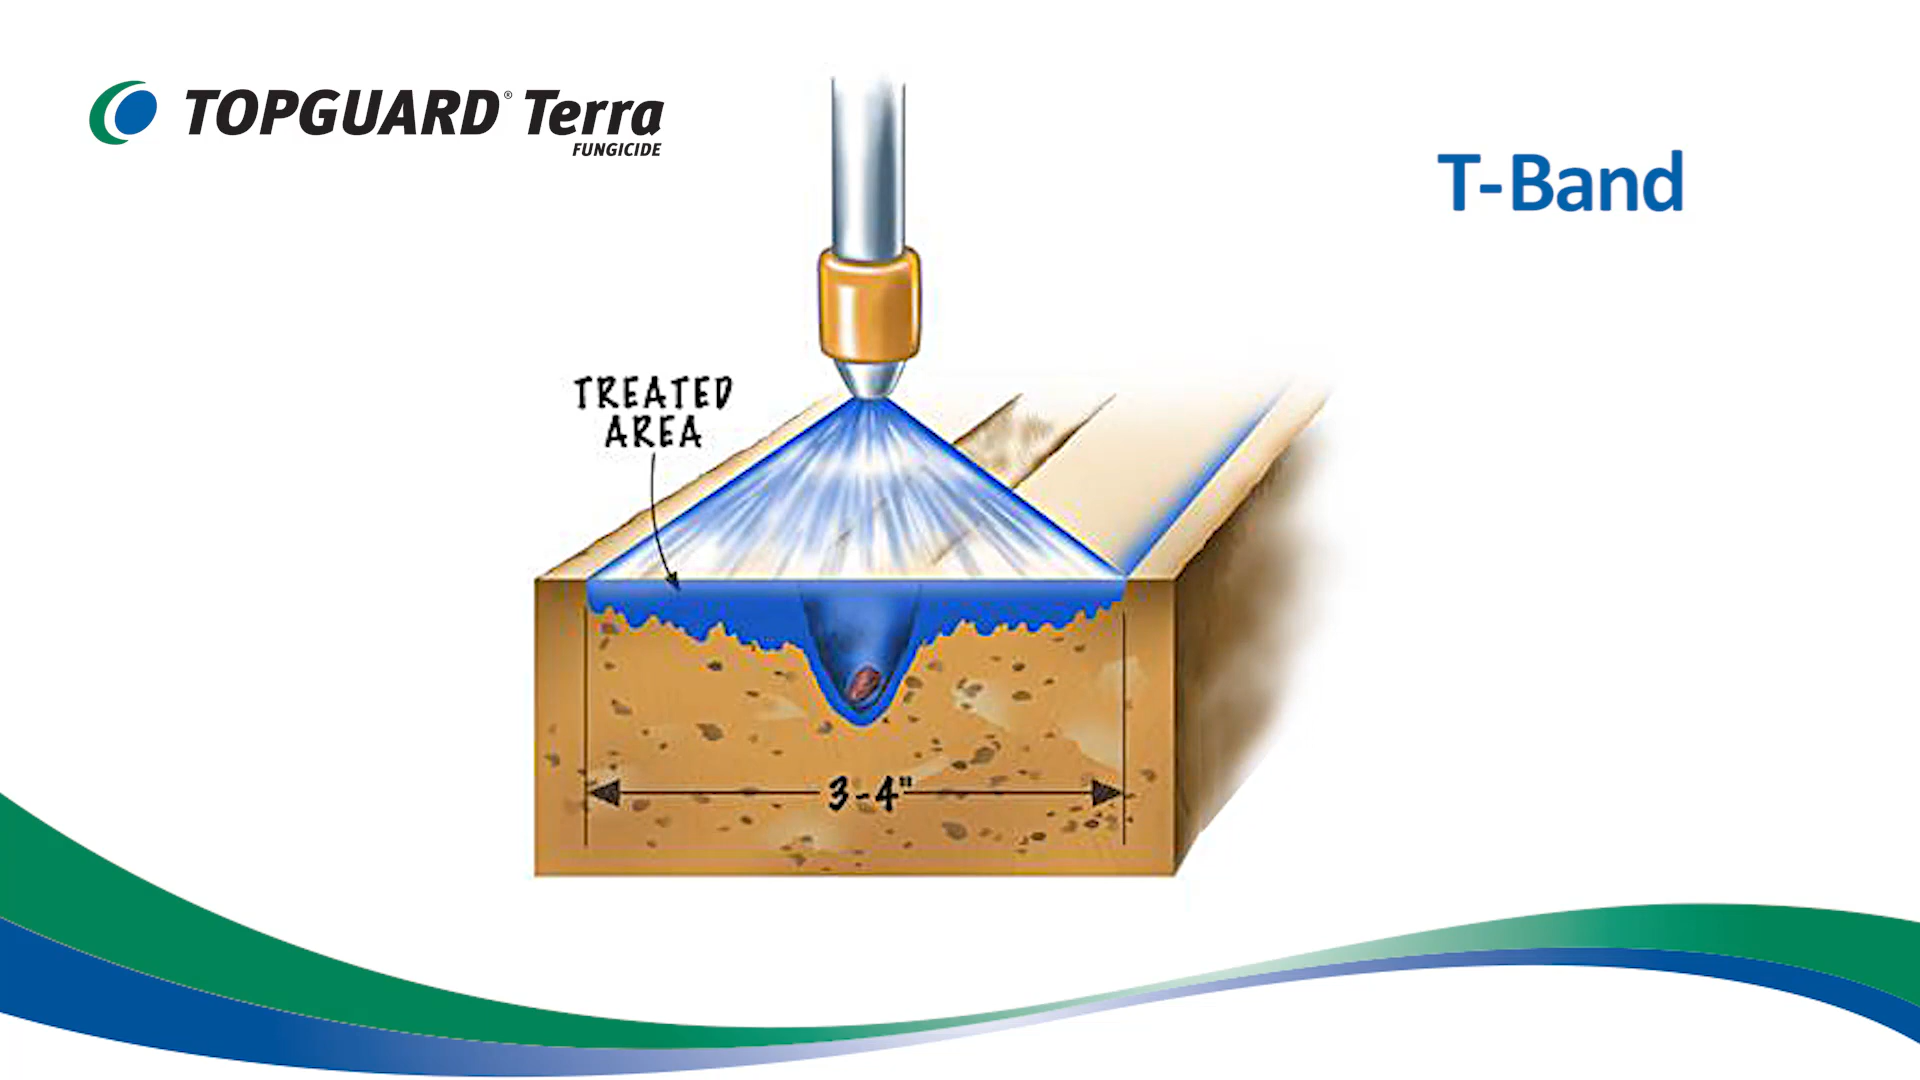 TOPGUARD® Terra
FUNGICIDE
T-Band
TREATED
AREA
3-4"